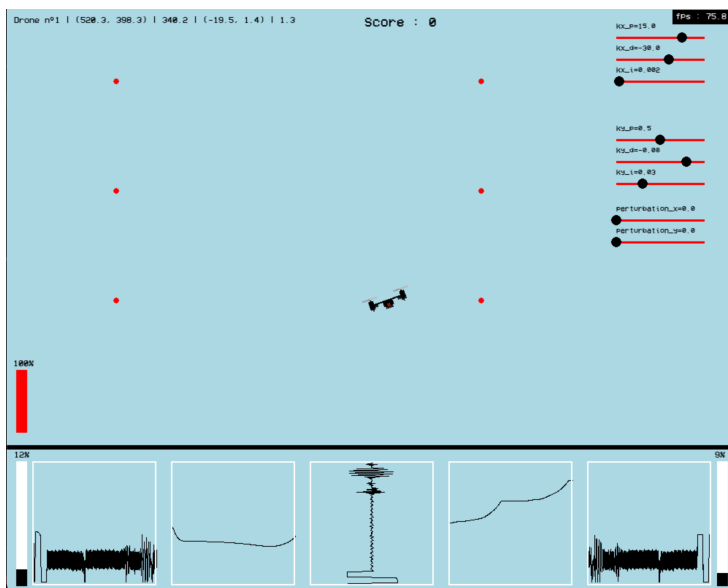 Drone nº1 | (520.3, 398.3) | 340.2 | (-19.5, 1.4) | 1.3
Score : 0
fps : 75.8
kx_p=15.0
kx_d=-30.0
kx_i=0.002
ky_p=0.5
ky_d=-0.08
ky_i=0.03
perturbation_x=0.0
perturbation_y=0.0
100%
12%
9%